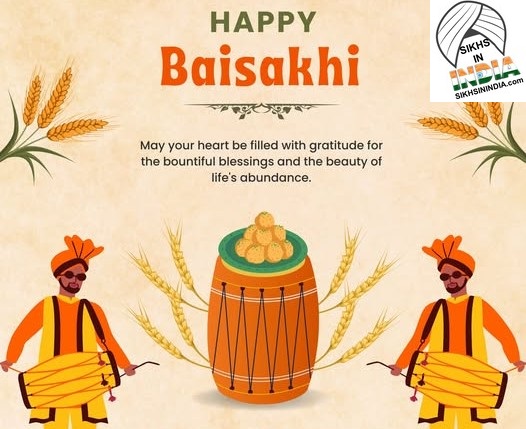 HAPPY
Baisakhi
May your heart be filled with gratitude for
the bountiful blessings and the beauty of
life's abundance.
SIKHS
IN
INDIA
SIKHSININDIA.com